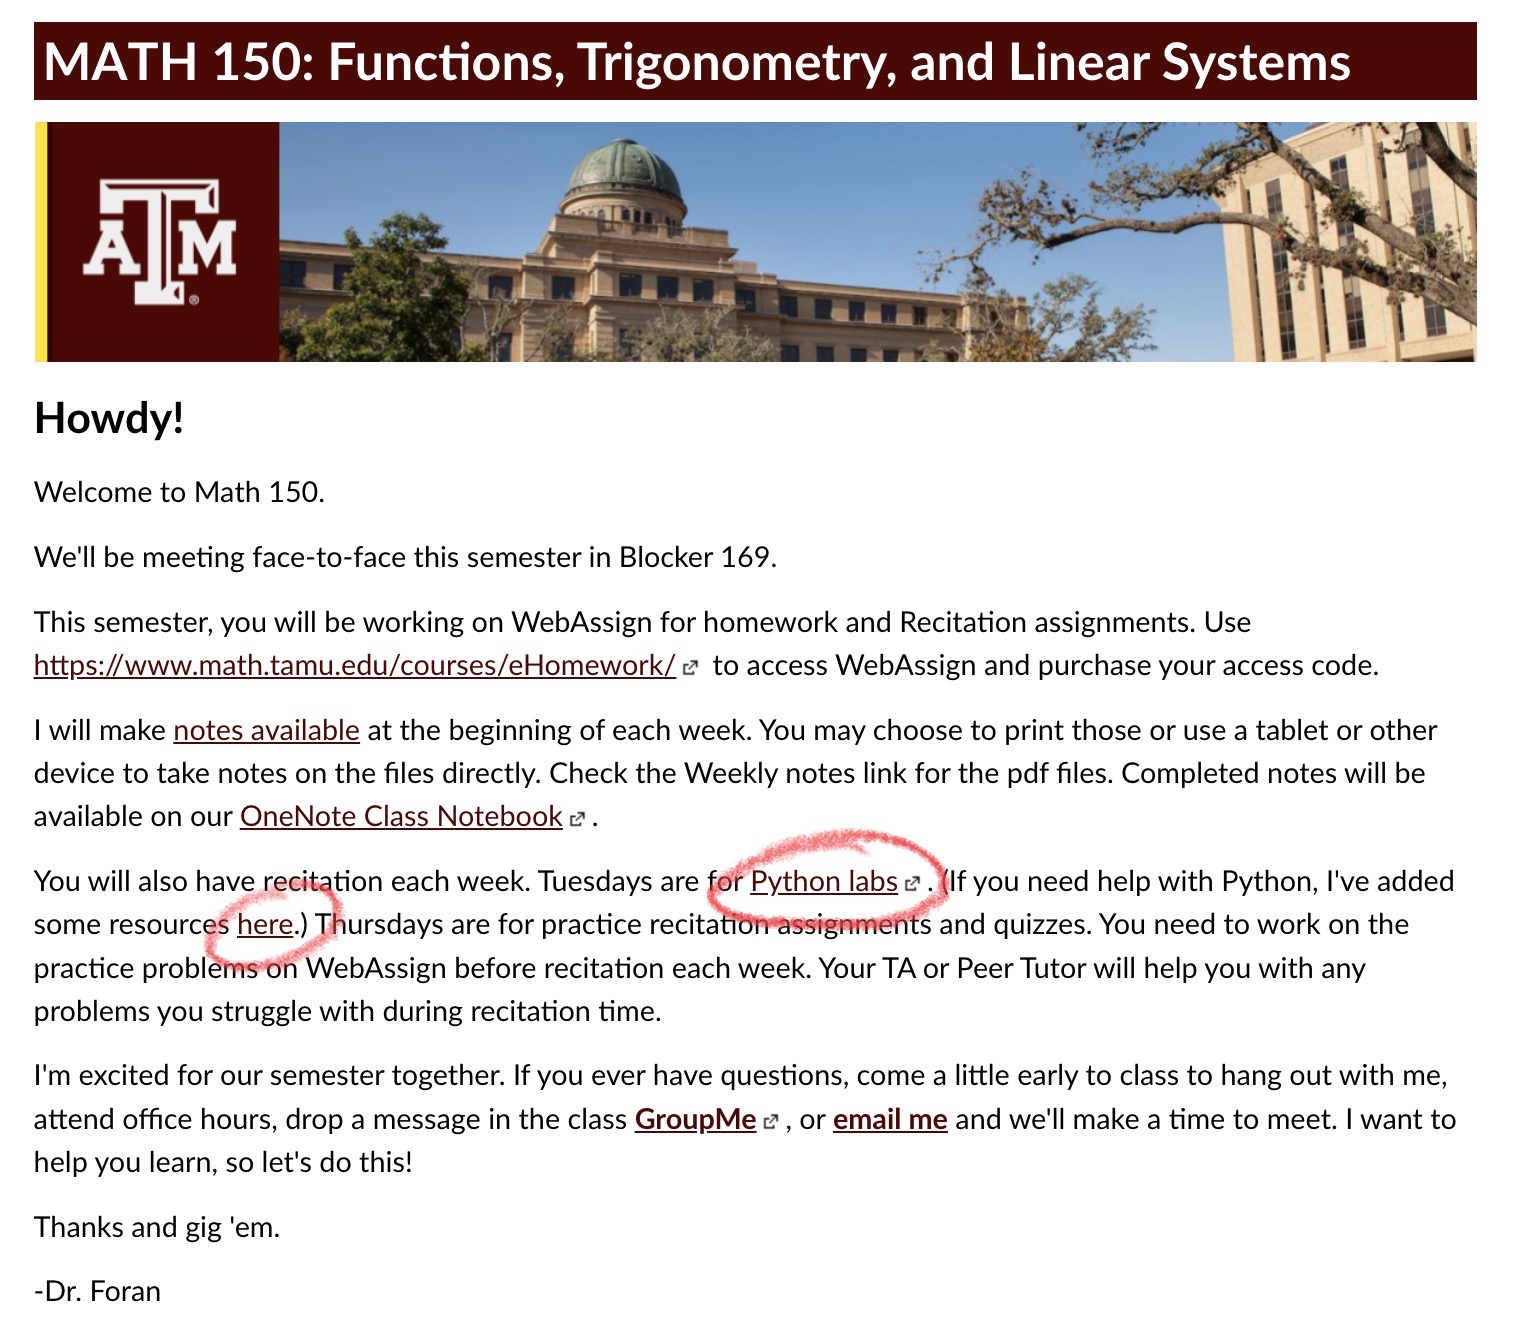 MATH 150: Functions, Trigonometry, and Linear Systems
ATM®
Howdy!
Welcome to Math 150.
We'll be meeting face-to-face this semester in Blocker 169.
This semester, you will be working on WebAssign for homework and Recitation assignments. Use
https://www.math.tamu.edu/courses/eHomework/ to access WebAssign and purchase your access code.
I will make notes available at the beginning of each week. You may choose to print those or use a tablet or other
device to take notes on the files directly. Check the Weekly notes link for the pdf files. Completed notes will be
available on our OneNote Class Notebook .
You will also have recitation each week. Tuesdays are for Python labs . (If you need help with Python, I've added
some resources here.) Thursdays are for practice recitation assignments and quizzes. You need to work on the
practice problems on WebAssign before recitation each week. Your TA or Peer Tutor will help you with any
problems you struggle with during recitation time.
I'm excited for our semester together. If you ever have questions, come a little early to class to hang out with me,
attend office hours, drop a message in the class GroupMe , or email me and we'll make a time to meet. I want to
help you learn, so let's do this!
Thanks and gig 'em.
-Dr. Foran